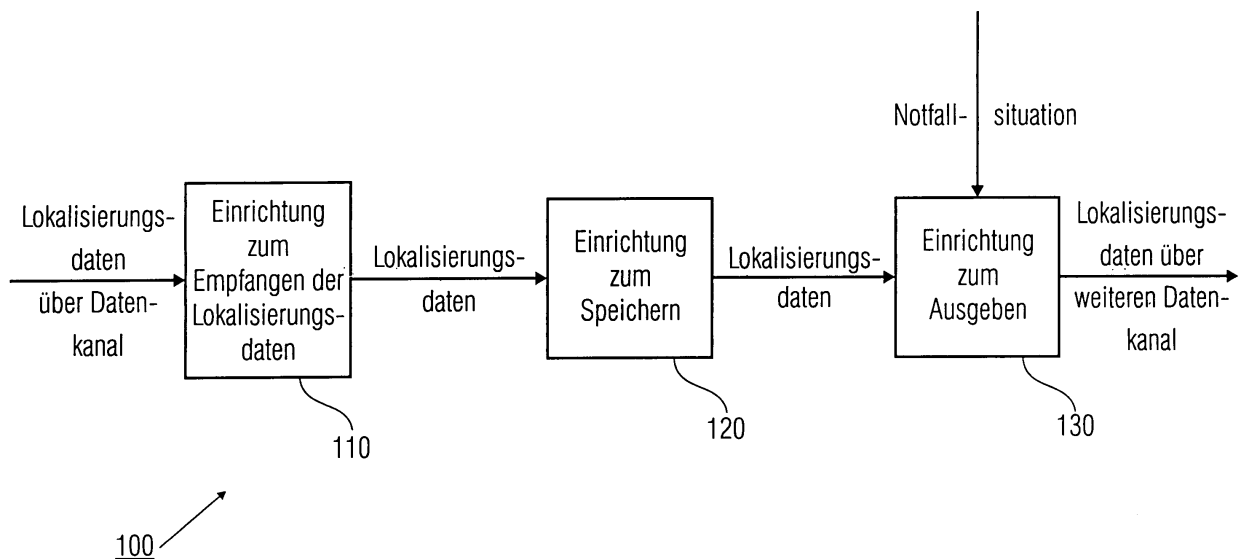 Notfall- situation
Lokalisierungs-
daten
über Daten-
kanal
Einrichtung
zum
Empfangen der
Lokalisierungs-
daten
Lokalisierungs-
daten
Einrichtung
zum
Speichern
Lokalisierungs-
daten
Einrichtung
zum
Ausgeben
Lokalisierungs-
daten über
weiteren Daten-
kanal
110
120
130
100